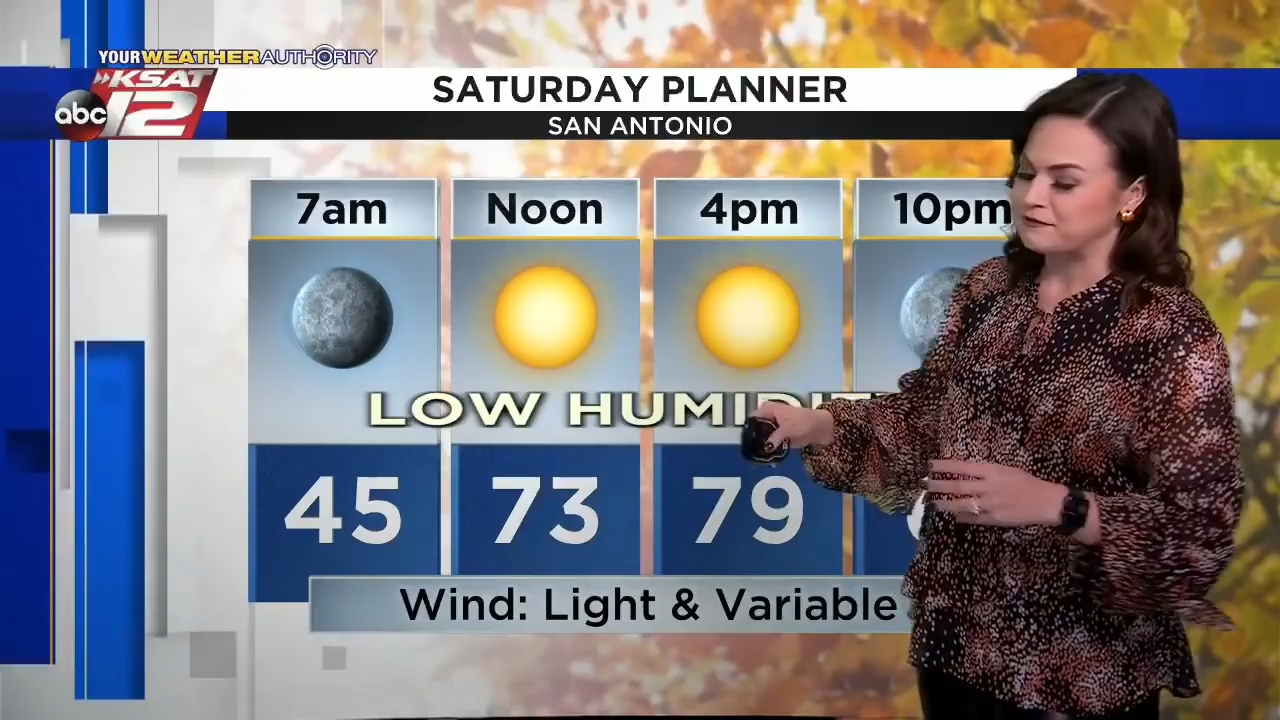 YOUR WEATHER AUTHORITY
KSAT
abc 12
SATURDAY PLANNER
SAN ANTONIO
7am Noon 4pm 10pm
LOW
45 73 79
Wind: Light & Variable